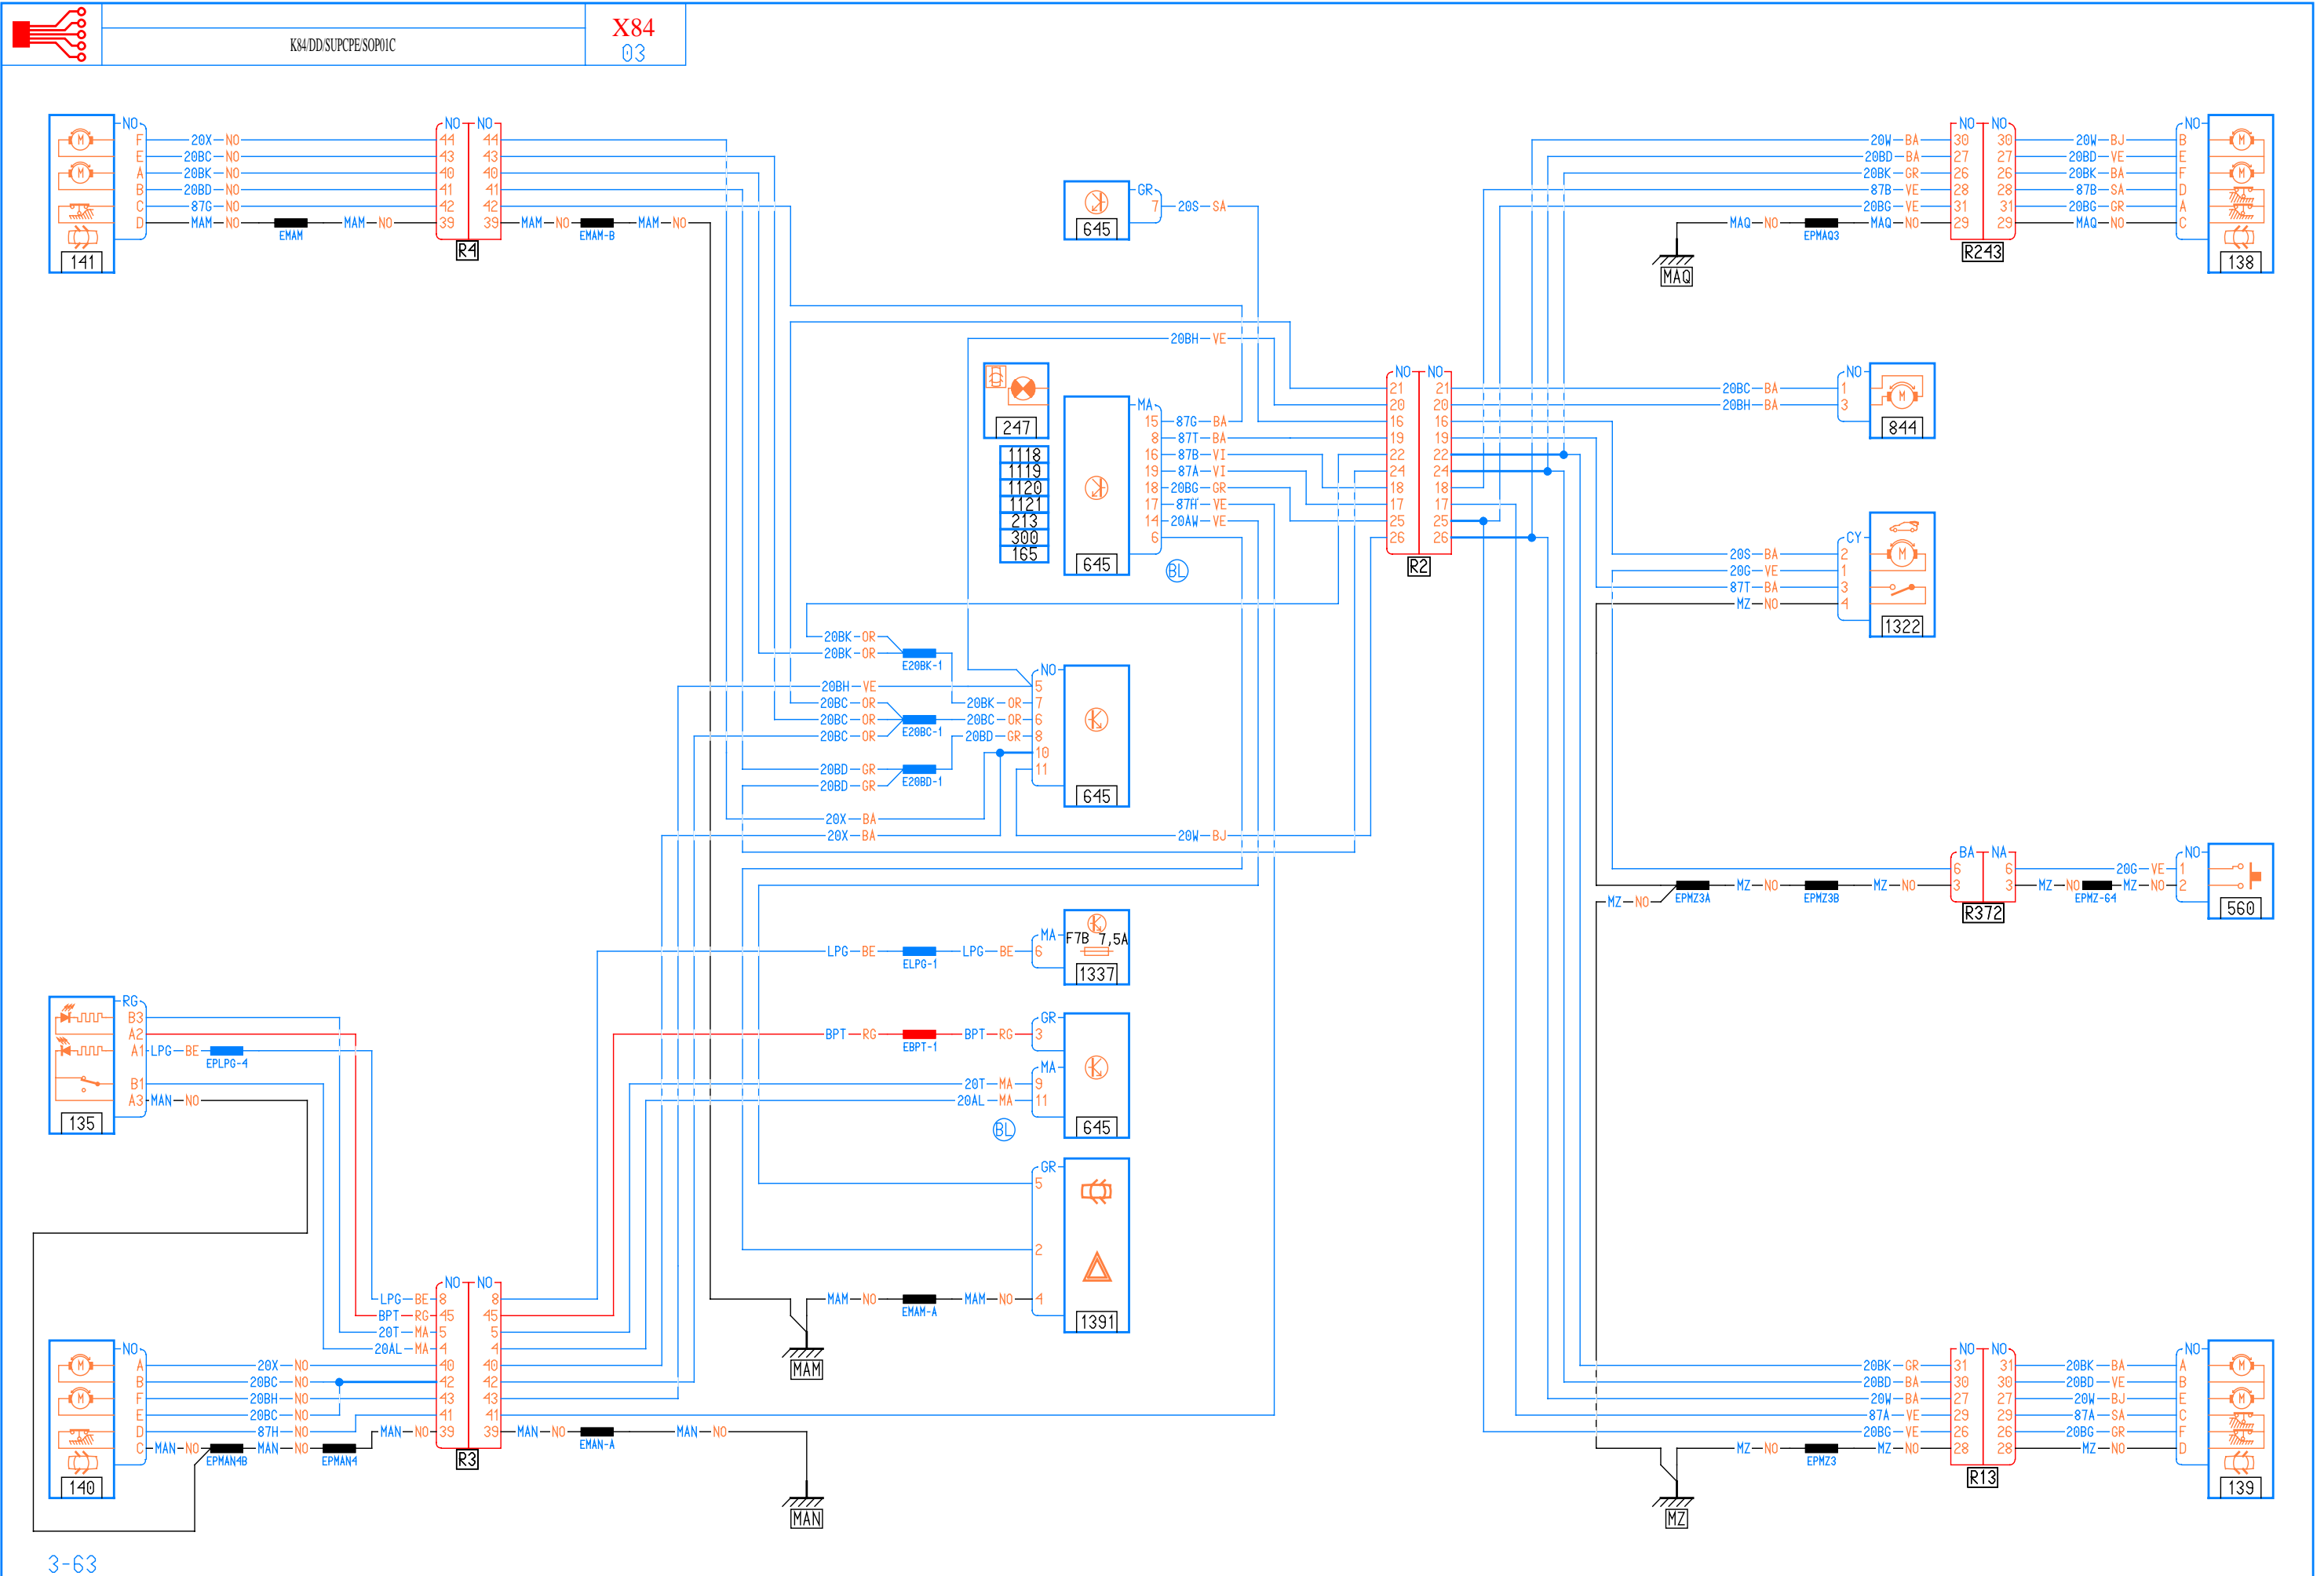 K84/DD/SUPCPE/SOP01C
X84
03
NO
F 20X NO 44
E 20BC NO 43
A 20BK NO 40
B 20BD NO 41
C 87G NO 42
D MAM NO EMAM MAM NO 39
141
NO NO
44
43
40
41
42
39 MAM NO EMAM-B MAM NO
R4
GR
7 20S SA
645
NO NO
20W BA 30 30 20W BJ B
20BD BA 27 27 20BD VE E
20BK GR 26 26 20BK BA F
87B VE 28 28 87B SA D
20BG VE 31 31 20BG GR A
MAQ NO EPMAQ3 MAQ NO 29 29 MAQ NO C
NO
R243
138
MAQ
20BH VE
247
1118
1119
1120
1121
213
300
165
MA
15 87G BA
8 87T BA
16 87B VI
19 87A VI
18 20BG GR
17 87H VE
14 20AW VE
6
645
BL
NO NO
21 21
20 20
16 16
19 19
22 22
24 24
18 18
17 17
25 25
26 26
R2
NO
20BC BA 1
20BH BA 3
844
CY
20S BA 2
20G VE 1
87T BA 3
MZ NO 4
1322
20BK OR
20BK OR
E20BK-1
NO
20BH VE 5
20BC OR 20BK OR 7
20BC OR E20BC-1 20BC OR 6
20BC OR 20BD GR 8
10
20BD GR 11
20BD GR
E20BD-1
645
20X BA
20X BA
20W BJ
BA NA NO
6 6 20G VE 1
EPMZ3A MZ NO EPMZ3B MZ NO 3 3 MZ NO EPMZ-64 MZ NO 2
MZ NO
R372
560
LPG BE ELPG-1 LPG BE 6
MA
F7B 7,5A
1337
BPT RG EBPT-1 BPT RG 3
GR
MA
20T MA 9
20AL MA 11
645
BL
RG
B3
A2
A1 LPG BE EPLPG-4
B1
A3 MAN NO
135
GR
5
2
MAM NO EMAM-A MAM NO 4
1391
MAM
NO NO
LPG BE 8 8
BPT RG 45 45
20T MA 5 5
20AL MA 4 4
NO
A 20X NO 40 40
B 20BC NO 42 42
F 20BH NO 43 43
E 20BC NO 41 41
D 87H NO MAN NO 39 39 MAN NO EMAN-A MAN NO
C MAN NO EPMAN4B MAN NO EPMAN4
140
R3
MAN
NO NO NO
20BK GR 31 31 20BK BA A
20BD BA 30 30 20BD VE B
20W BA 27 27 20W BJ E
87A VE 29 29 87A SA C
20BG VE 26 26 20BG GR F
MZ NO EPMZ3 MZ NO 28 28 MZ NO D
R13
139
MZ
3-63